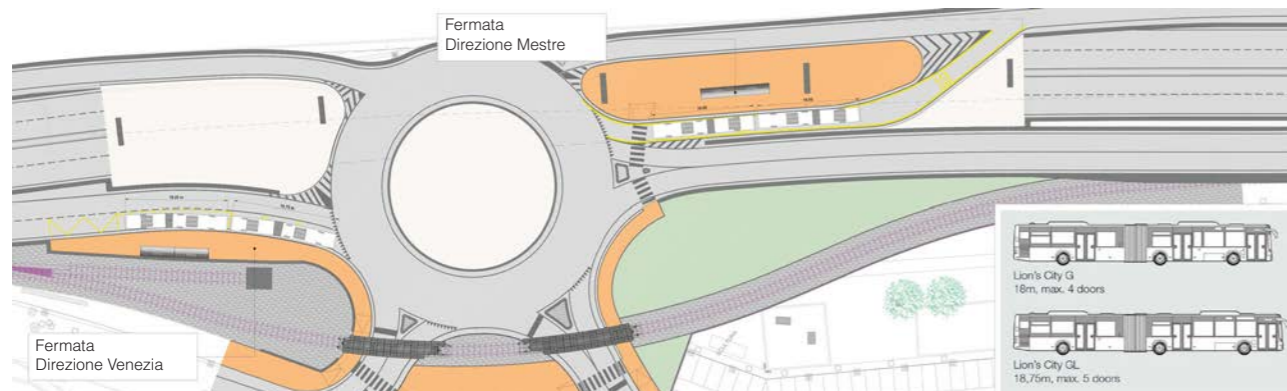 Fermata
Direzione Mestre
Fermata
Direzione Venezia
Lion's City G
18m, max. 4 doors
Lion's City GL
18,75m, max. 5 doors